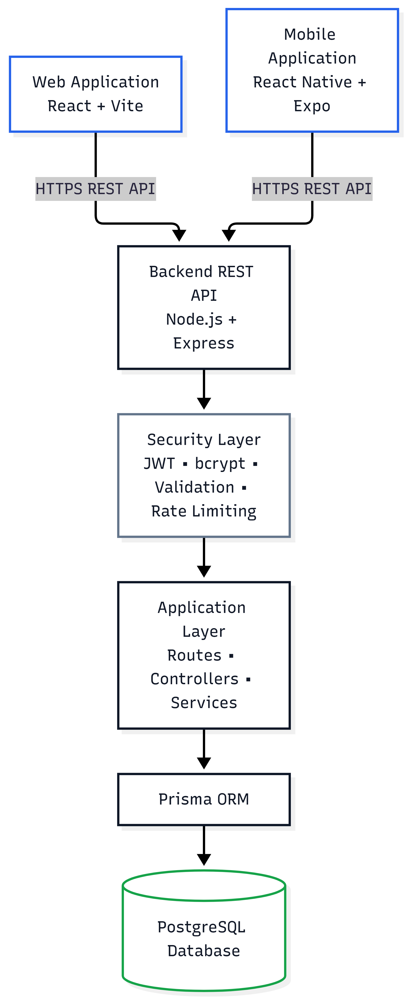 Mobile
Application
React Native +
Expo
Web Application
React + Vite
HTTPS REST API
HTTPS REST API
Backend REST
API
Node.js +
Express
Security Layer
JWT ▪ bcrypt ▪
Validation ▪
Rate Limiting
Application
Layer
Routes ▪
Controllers ▪
Services
Prisma ORM
PostgreSQL
Database